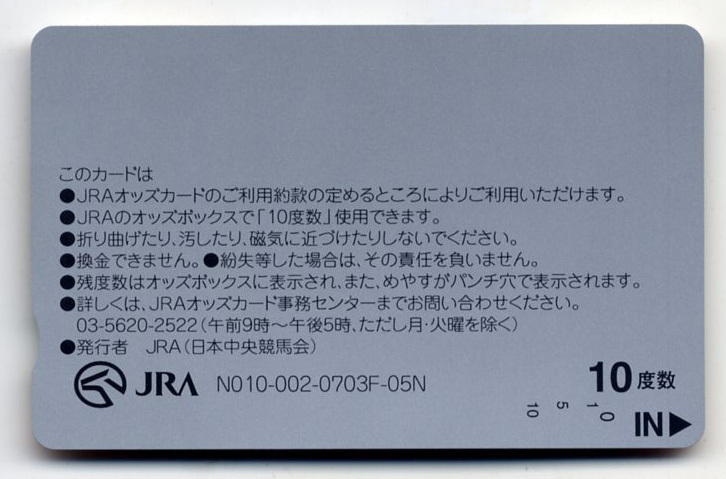 このカードは
●JRAオッズカードのご利用約款の定めるところによりご利用いただけます。
●JRAのオッズボックスで「10度数」使用できます。
●折り曲げたり、汚したり、磁気に近づけたりしないでください。
●換金できません。●紛失等した場合は、その責任を負いません。
●残度数はオッズボックスに表示され、また、めやすがパンチ穴で表示されます。
●詳しくは、JRAオッズカード事務センターまでお問い合わせください。
03-5620-2522(午前9時〜午後5時、ただし月·火曜を除く)
●発行者 JRA(日本中央競馬会)
JRA N010-002-0703F-05N
10度数
10 5 1 0
IN▶